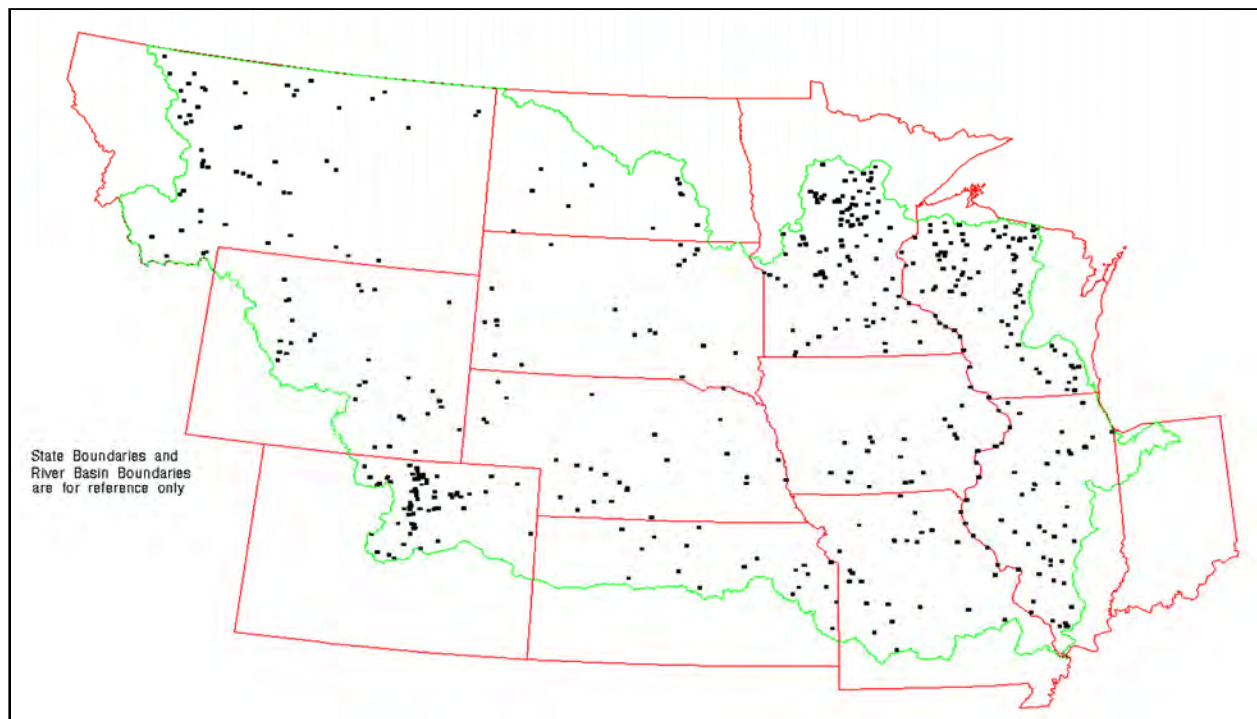 State Boundaries and
River Basin Boundaries
are for reference only